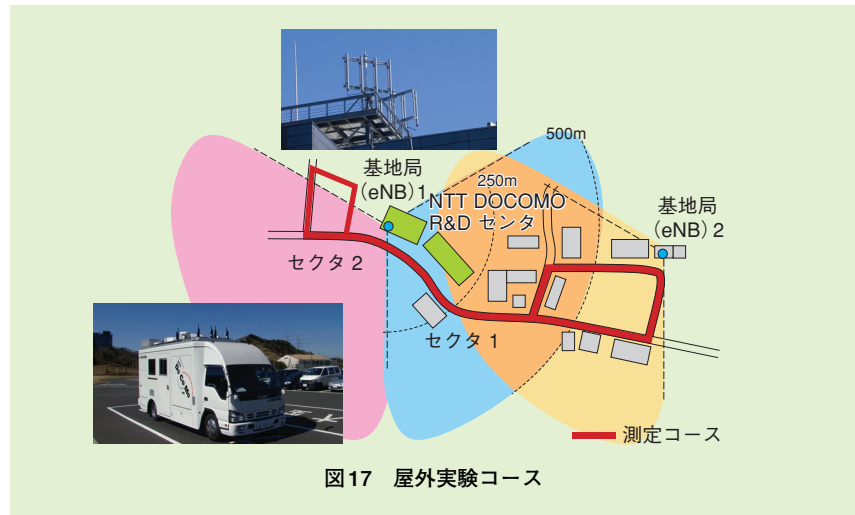 500m
基地局
(eNB) 1
250m
NTT DOCOMO
R&D センタ
基地局
(eNB) 2
セクタ 2
セクタ 1
測定コース
図17 屋外実験コース